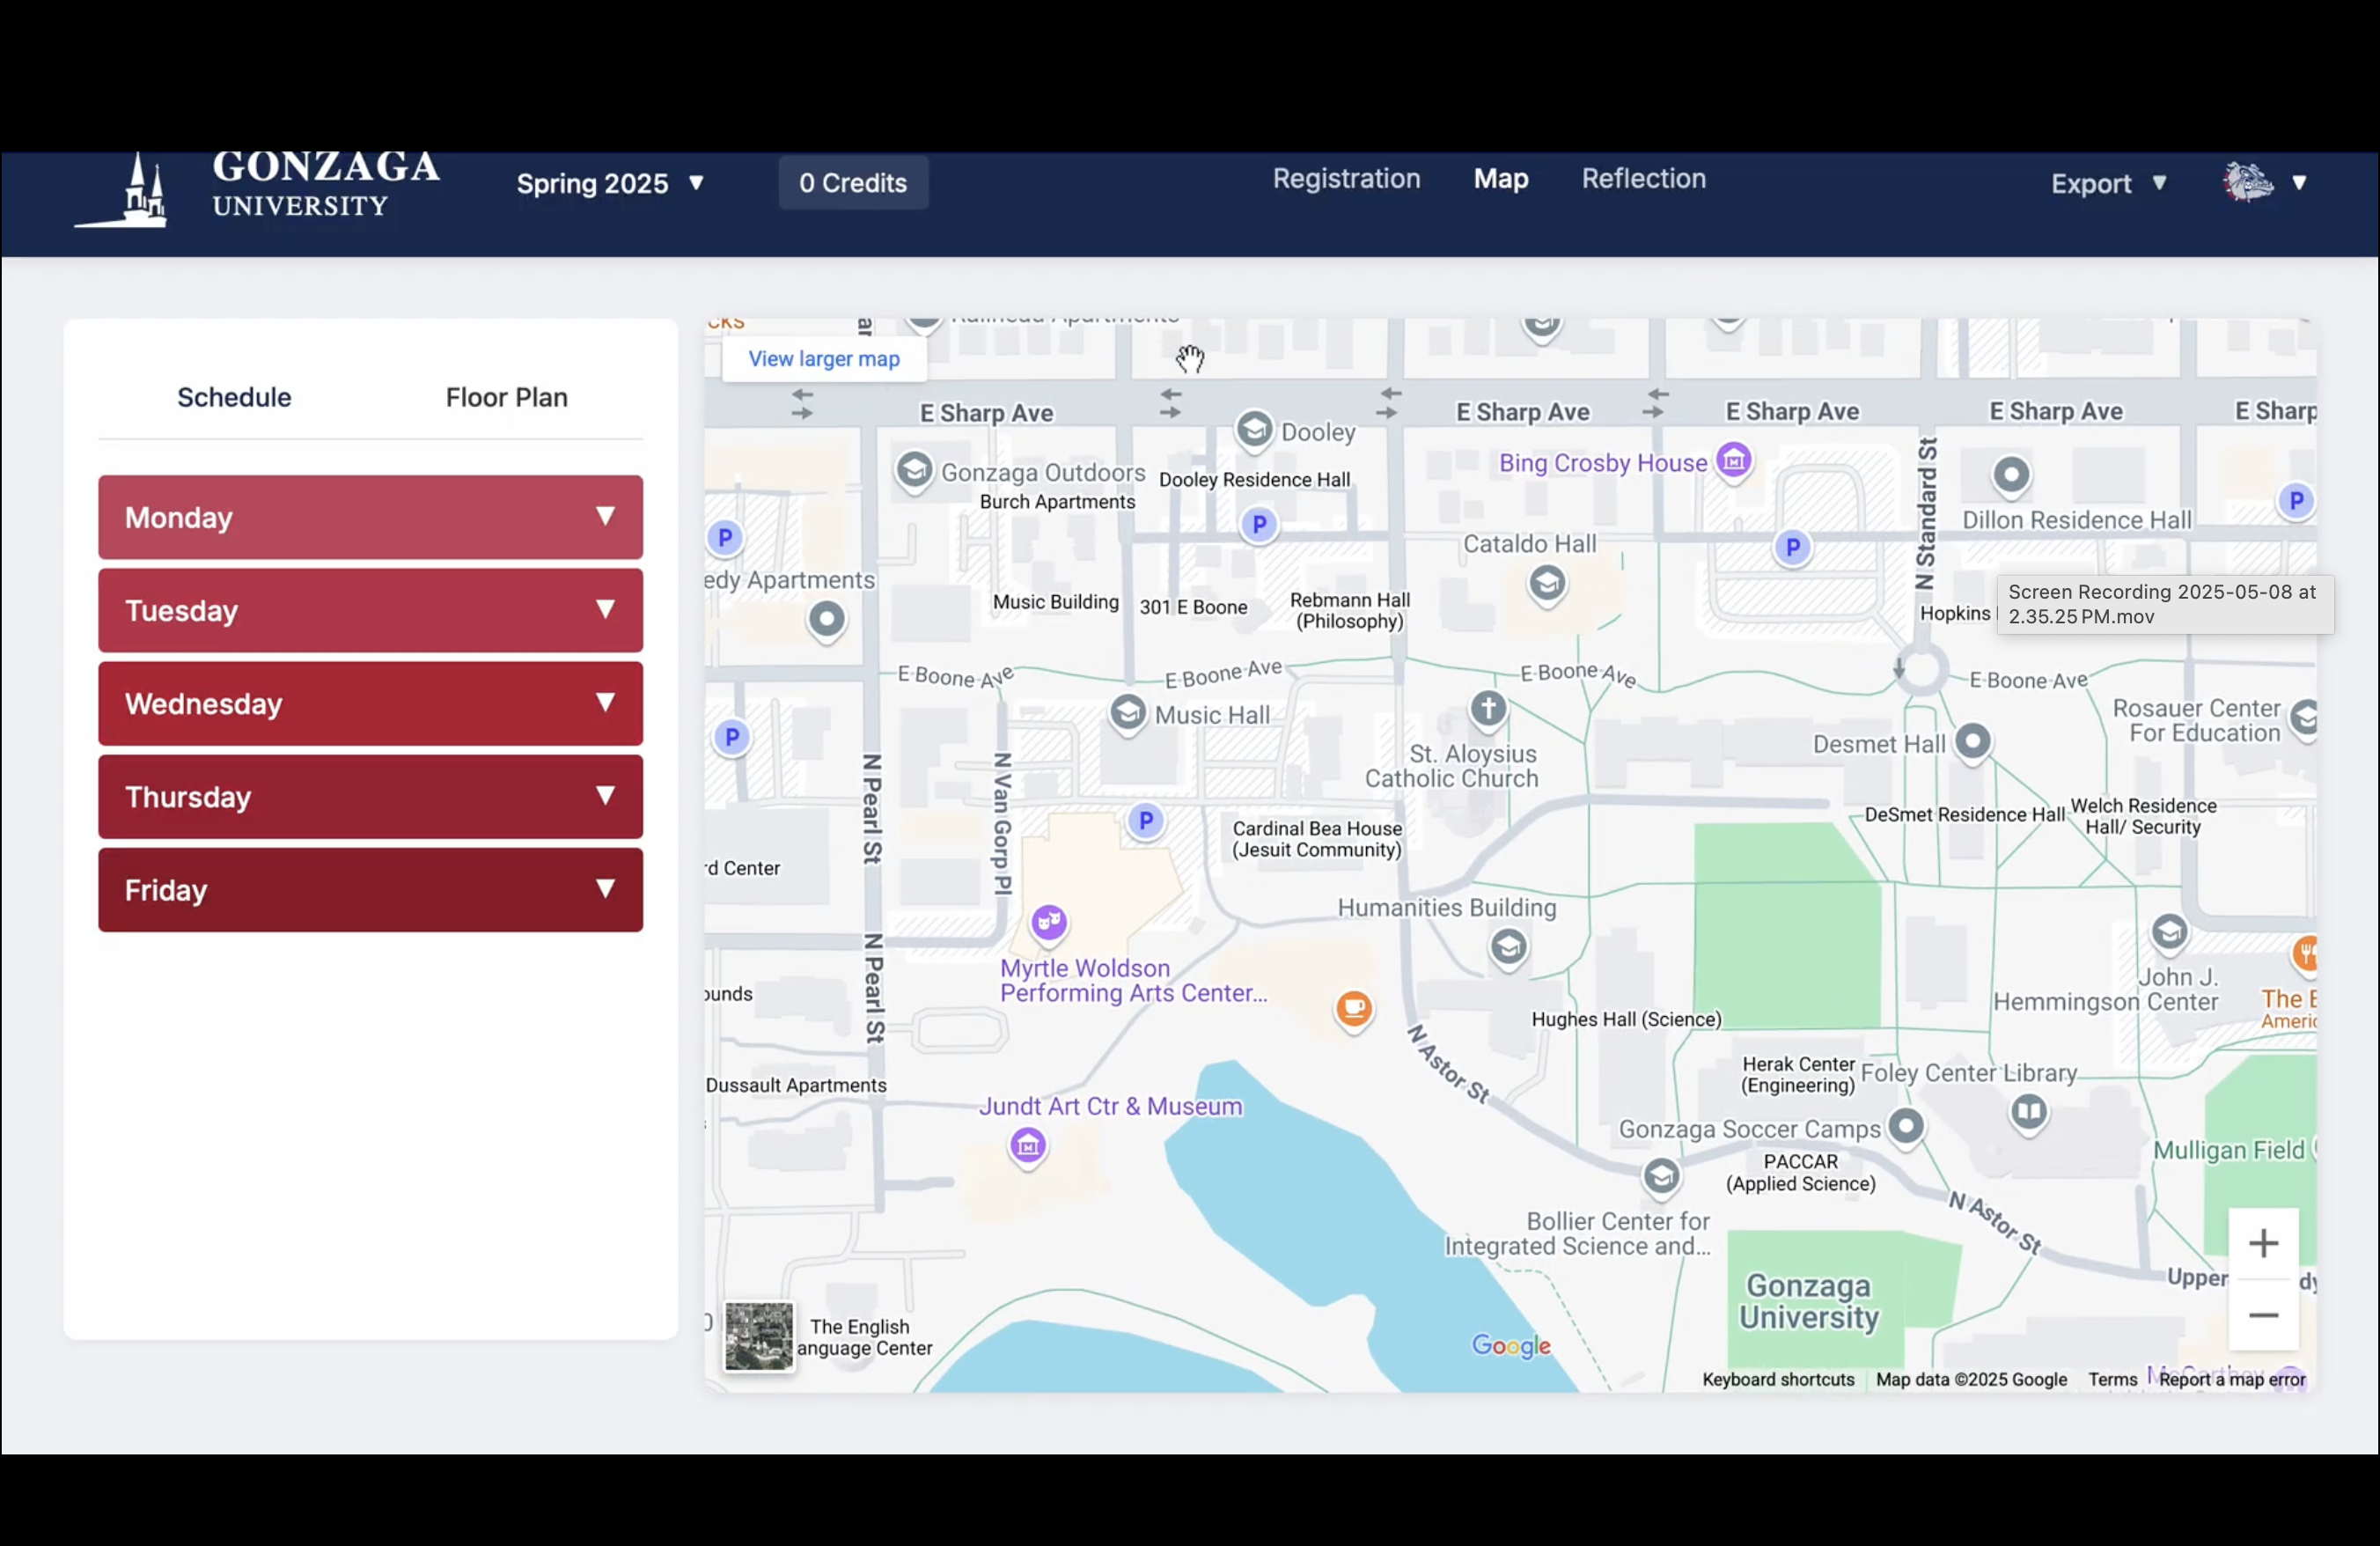 GONZAGA
UNIVERSITY
Spring 2025
0 Credits
Registration
Map
Reflection
Export
Schedule
Floor Plan
Monday
Tuesday
Wednesday
Thursday
Friday
CKS
View larger map
E Sharp Ave
E Sharp Ave
E Sharp Ave
E Sharp Ave
E Sharp
Dooley
Gonzaga Outdoors
Dooley Residence Hall
Burch Apartments
Bing Crosby House
N Standard St
Dillon Residence Hall
P
P
P
P
Cataldo Hall
edy Apartments
Music Building
301 E Boone
Rebmann Hall
(Philosophy)
Hopkins
Screen Recording 2025-05-08 at
2.35.25 PM.mov
E Boone Ave
E Boone Ave
E Boone Ave
E Boone Ave
P
Music Hall
Rosauer Center
For Education
Desmet Hall
St. Aloysius
Catholic Church
N Pearl St
N Van Gorp Pl
P
Cardinal Bea House
(Jesuit Community)
DeSmet Residence Hall
Welch Residence
Hall/ Security
rd Center
Humanities Building
N Pearl St
Myrtle Woldson
Performing Arts Center...
John J.
Hemmingson Center
The E
Americ
ounds
Hughes Hall (Science)
N Astor St
Herak Center
(Engineering)
Foley Center Library
Dussault Apartments
Jundt Art Ctr & Museum
Gonzaga Soccer Camps
Mulligan Field
PACCAR
(Applied Science)
N Astor St
Bollier Center for
Integrated Science and...
Gonzaga
University
Upper
The English
anguage Center
Google
Keyboard shortcuts
Map data ©2025 Google
Terms
Report a map error